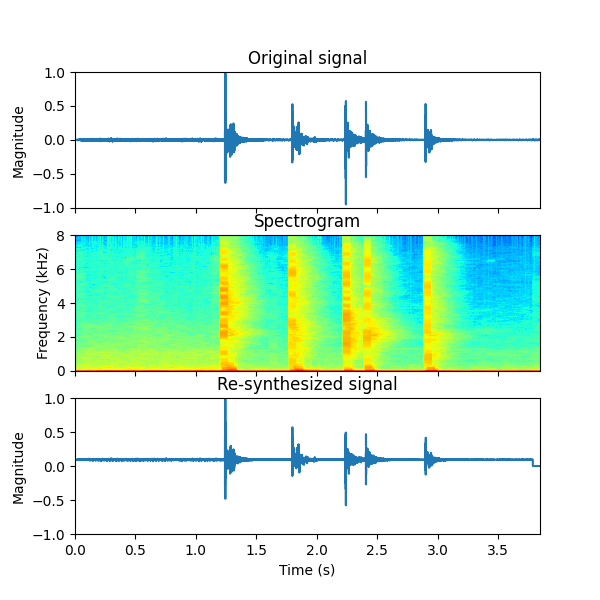 Original signal
1.0
0.5
0.0
−0.5
−1.0
Magnitude
Spectrogram
8
6
4
2
0
Frequency (kHz)
Re-synthesized signal
1.0
0.5
0.0
−0.5
−1.0
Magnitude
0.0 0.5 1.0 1.5 2.0 2.5 3.0 3.5
Time (s)